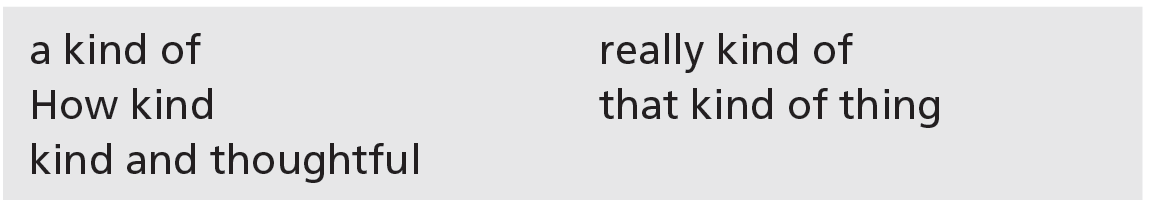 a kind of
How kind
kind and thoughtful
really kind of
that kind of thing